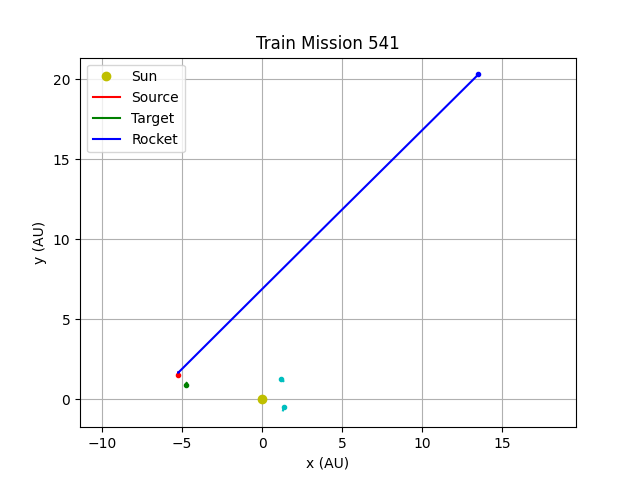 Train Mission 541
Sun
Source
Target
Rocket
20
15
10
5
0
−10
−5
0
5
10
15
y (AU)
x (AU)